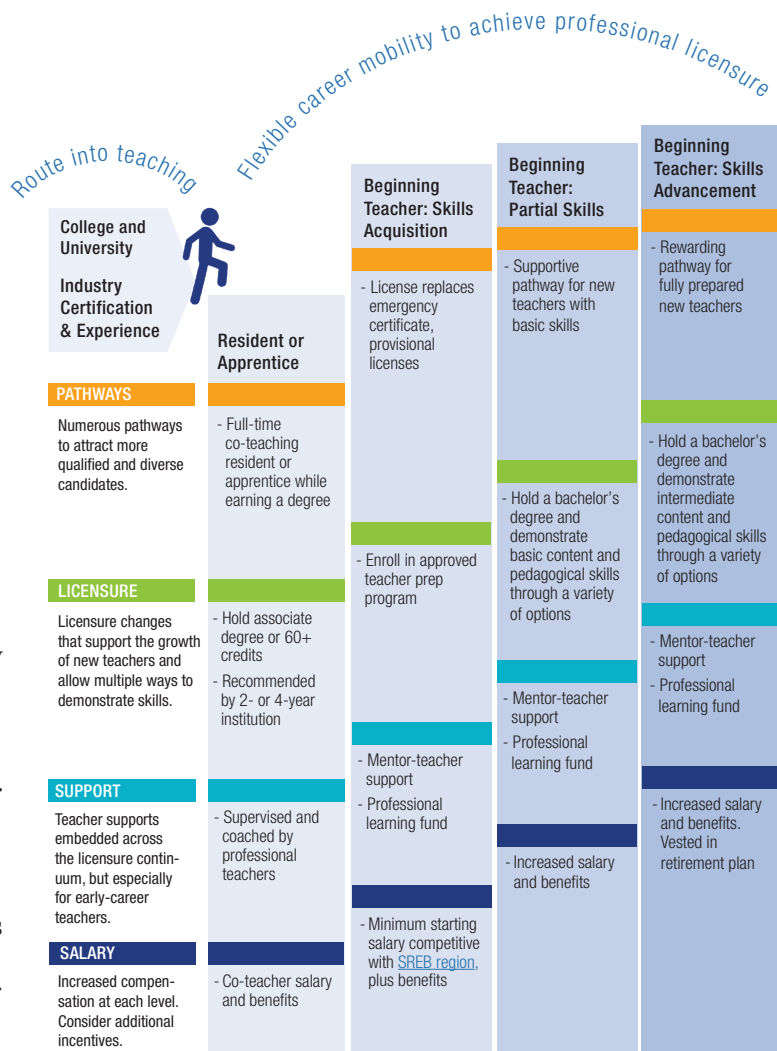 Flexible career mobility to achieve professional licensure
Route into teaching
College and
University
Industry
Certification
& Experience
PATHWAYS
Numerous pathways
to attract more
qualified and diverse
candidates.
LICENSURE
Licensure changes
that support the growth
of new teachers and
allow multiple ways to
demonstrate skills.
SUPPORT
Teacher supports
embedded across
the licensure contin-
uum, but especially
for early-career
teachers.
SALARY
Increased compen-
sation at each level.
Consider additional
incentives.
Resident or
Apprentice
- Full-time
co-teaching
resident or
apprentice while
earning a degree
- Hold associate
degree or 60+
credits
- Recommended
by 2- or 4-year
institution
- Supervised and
coached by
professional
teachers
- Co-teacher salary
and benefits
Beginning
Teacher: Skills
Acquisition
- License replaces
emergency
certificate,
provisional
licenses
- Enroll in approved
teacher prep
program
- Mentor-teacher
support
- Professional
learning fund
- Minimum starting
salary competitive
with SREB region,
plus benefits
Beginning
Teacher:
Partial Skills
- Supportive
pathway for new
teachers with
basic skills
- Hold a bachelor's
degree and
demonstrate
basic content and
pedagogical skills
through a variety
of options
- Mentor-teacher
support
- Professional
learning fund
- Increased salary
and benefits
Beginning
Teacher: Skills
Advancement
- Rewarding
pathway for
fully prepared
new teachers
- Hold a bachelor's
degree and
demonstrate
intermediate
content and
pedagogical skills
through a variety
of options
- Mentor-teacher
support
- Professional
learning fund
- Increased salary
and benefits.
Vested in
retirement plan